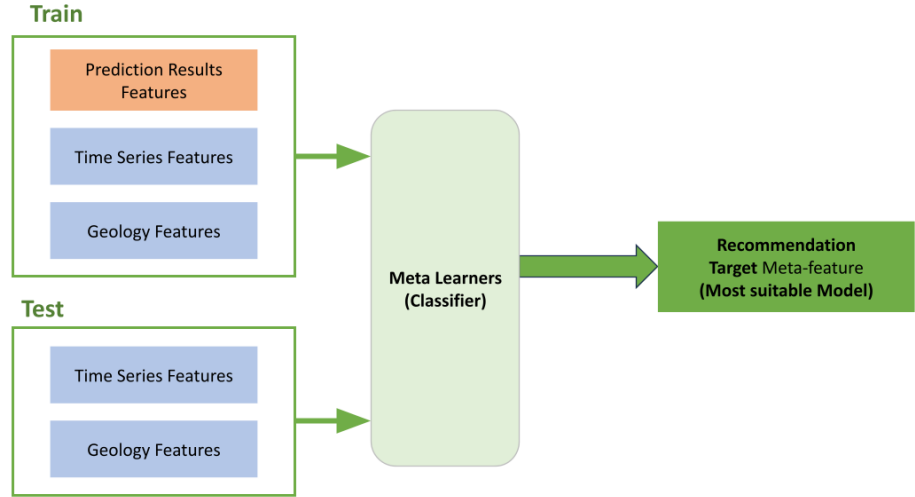 Train
Prediction Results
Features
Time Series Features
Geology Features
Test
Time Series Features
Geology Features
Meta Learners
(Classifier)
Recommendation
Target Meta-feature
(Most suitable Model)